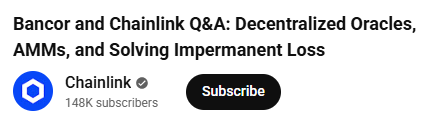 Bancor and Chainlink Q&A: Decentralized Oracles,
AMMs, and Solving Impermanent Loss
Chainlink
148K subscribers
Subscribe